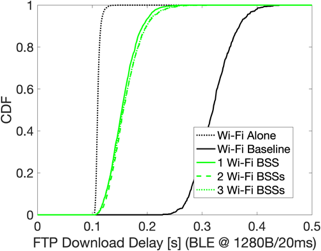 1
0.8
0.6
0.4
0.2
0
CDF
Wi-Fi Alone
Wi-Fi Baseline
1 Wi-Fi BSS
2 Wi-Fi BSSs
3 Wi-Fi BSSs
0 0.1 0.2 0.3 0.4 0.5
FTP Download Delay [s] (BLE @ 1280B/20ms)